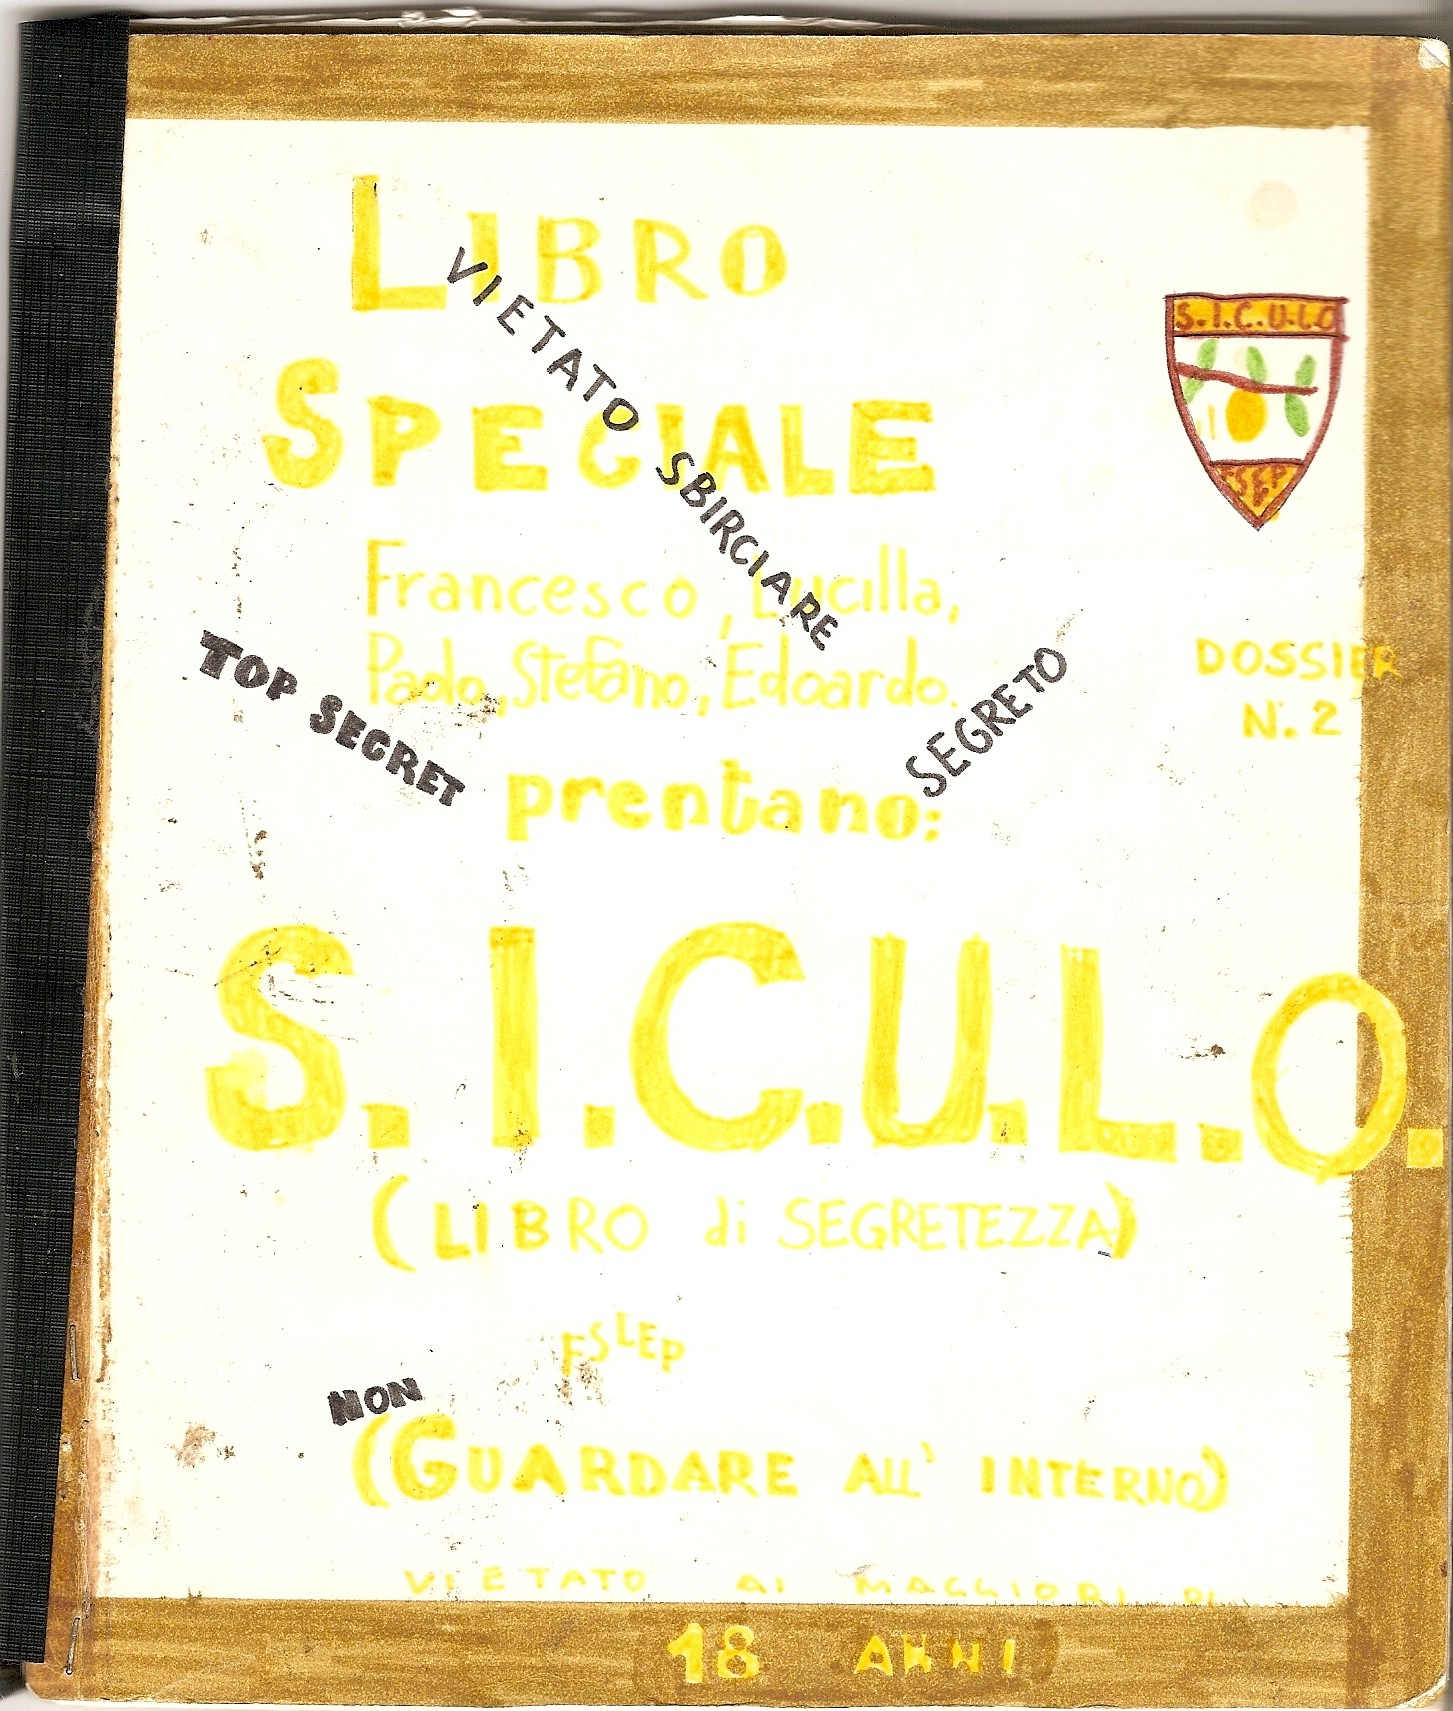 LIBRO
SPECIALE
VIETATO SBIRCIARE
S.I.C.U.L.O
Francesco, Lucilla,
Paolo, Stefano, Edoardo.
TOP SEGRET
SEGRETO
DOSSIER
N. 2
prentano:
S.I.C.U.L.O.
(LIBRO di SEGRETEZZA)
FSLEP
NON
(GUARDARE ALL' INTERNO)
VIETATO AI MAGGIORI DI
18 ANNI